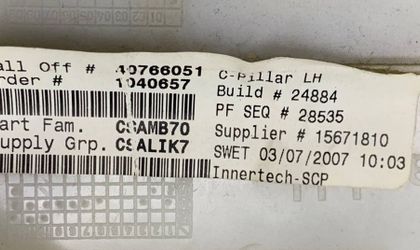 all Off # 40766051
rder # 1040657
art Fam. CSAMB70
upply Grp. CSALIK7
C-Pillar LH
Build # 24884
PF SEQ # 28535
Supplier # 15671810
SWET 03/07/2007 10:03
Innertech-SCP